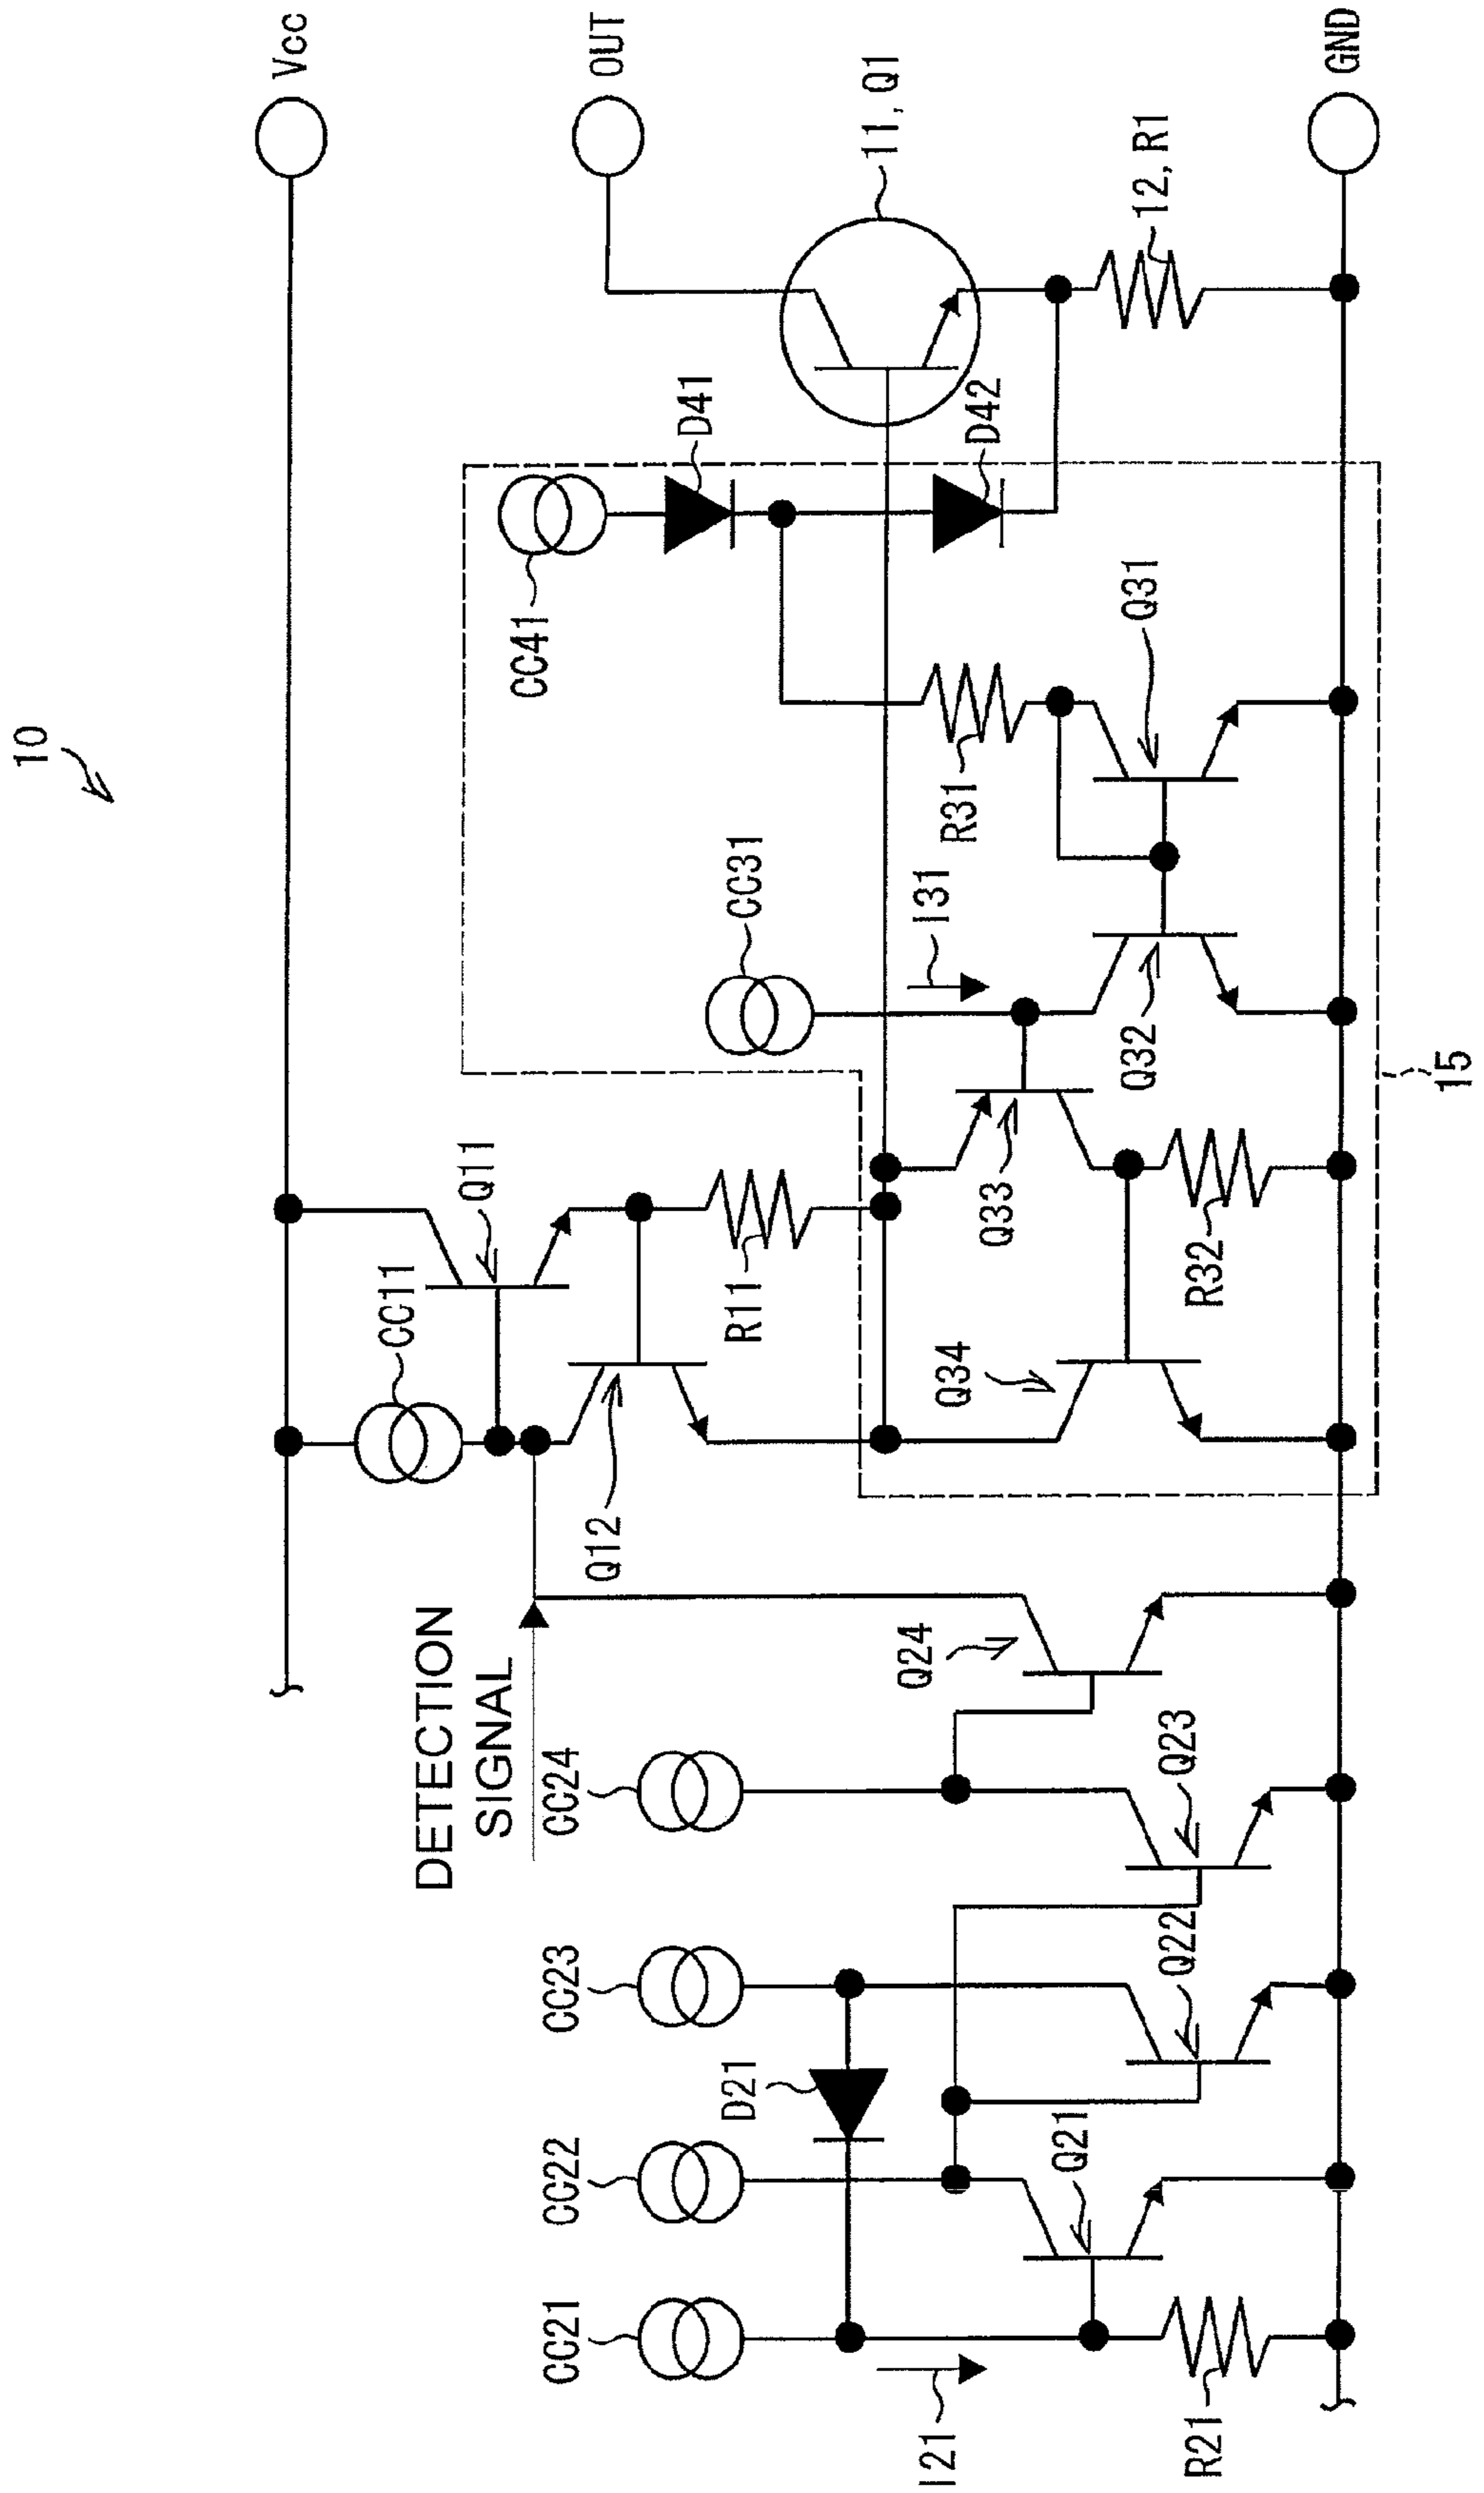 10
Vcc
OUT
11, Q1
12, R1
GND
D41
D42
CC41
Q31
R31
CC31
I31
Q32
15
Q11
Q33
CC11
R11
R32
Q34
Q12
DETECTION
SIGNAL
Q24
CC24
Q23
CC23
Q22
D21
CC22
Q21
CC21
I21
R21